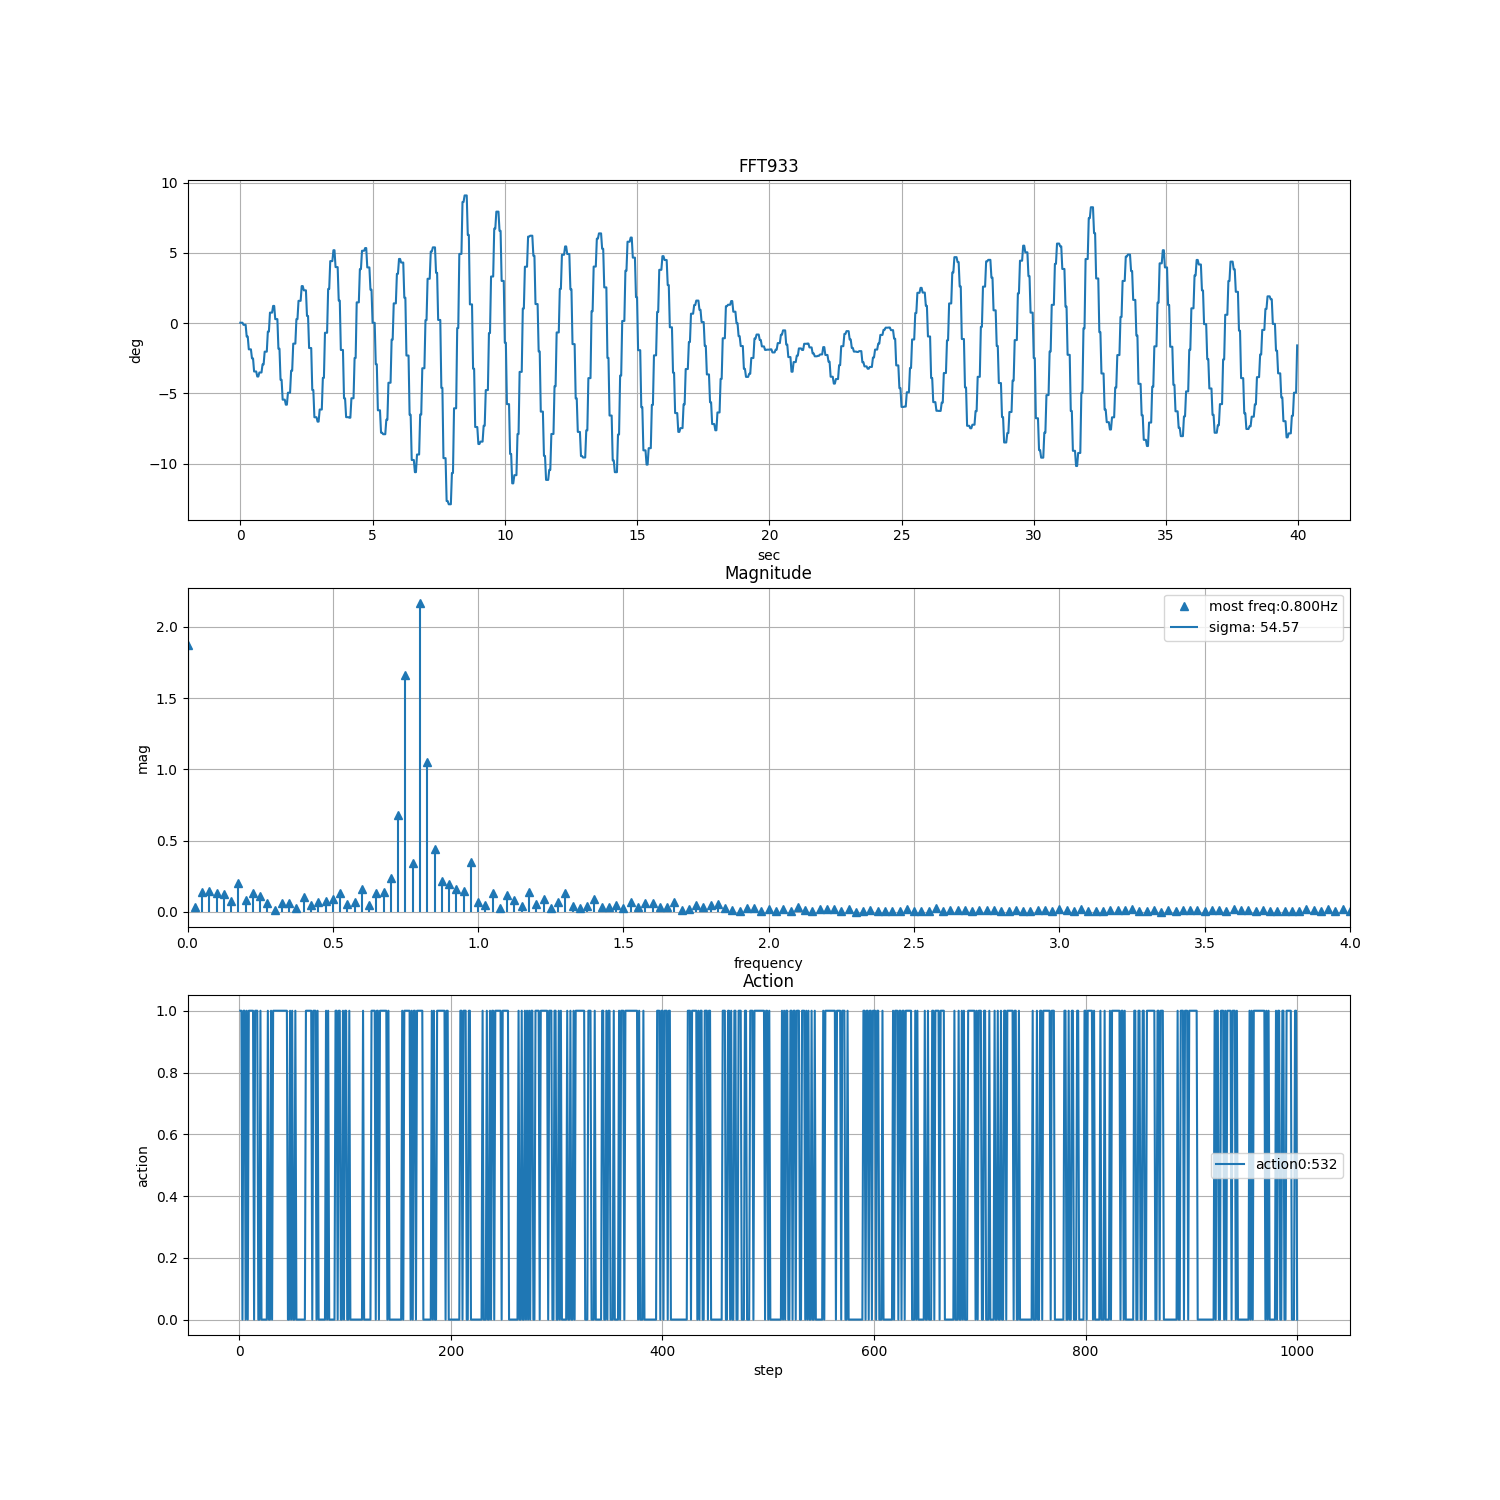 FFT933
10
5
0
−5
−10
deg
0 5 10 15 20 25 30 35 40
sec
Magnitude
most freq:0.800Hz
sigma: 54.57
2.0
1.5
1.0
0.5
0.0
mag
0.0 0.5 1.0 1.5 2.0 2.5 3.0 3.5 4.0
frequency
Action
1.0
0.8
0.6
0.4
0.2
0.0
action
action0:532
0 200 400 600 800 1000
step